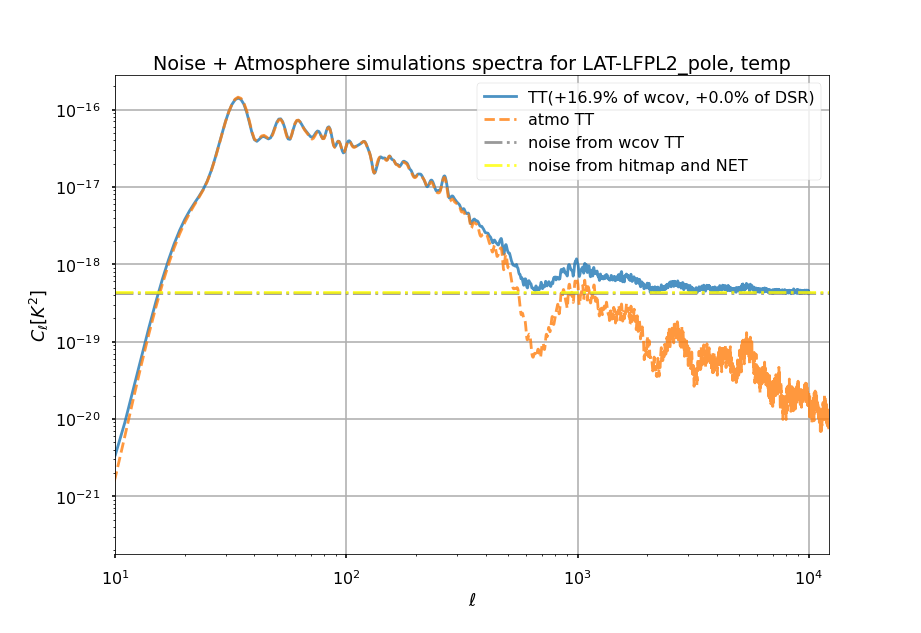 Noise + Atmosphere simulations spectra for LAT-LFPL2_pole, temp
TT(+16.9% of wcov, +0.0% of DSR)
atmo TT
noise from wcov TT
noise from hitmap and NET
10⁻¹⁶
10⁻¹⁷
10⁻¹⁸
10⁻¹⁹
10⁻²⁰
10⁻²¹
C_ℓ[K²]
10¹ 10² 10³ 10⁴
ℓ